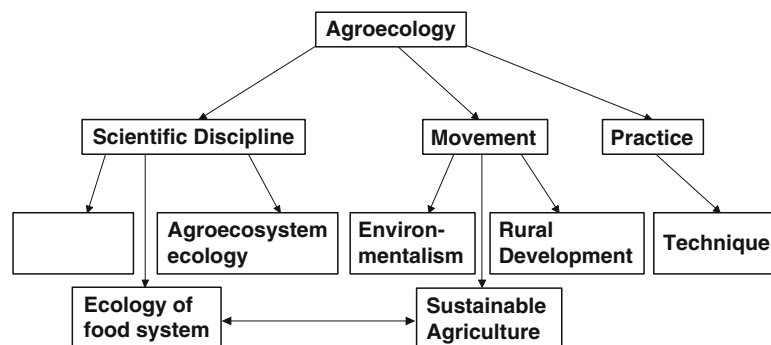 Agroecology
Scientific Discipline
Movement
Practice
Agroecosystem
ecology
Environ-
mentalism
Rural
Development
Technique
Ecology of
food system
Sustainable
Agriculture